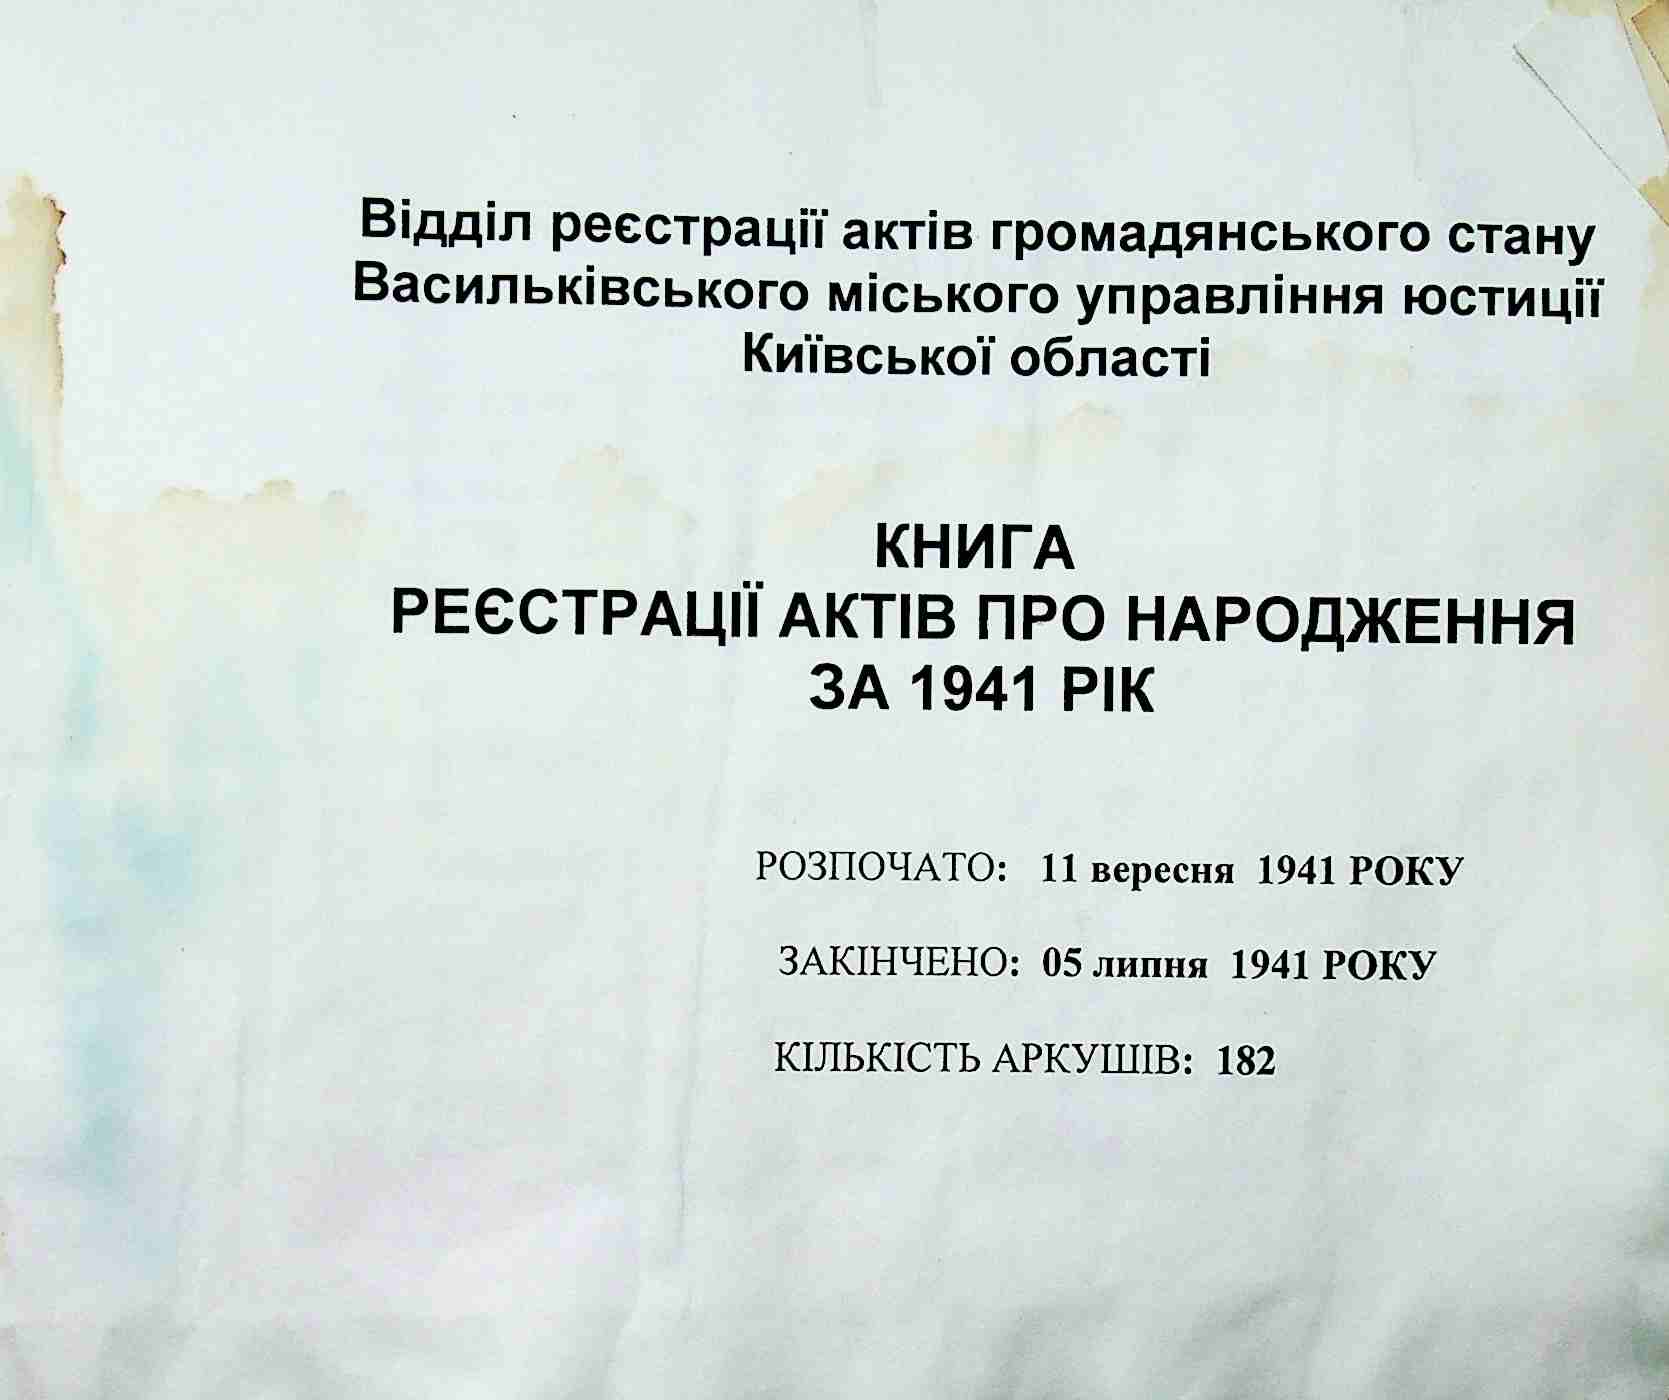 Відділ реєстрації актів громадянського стану
Васильківського міського управління юстиції
Київської області
КНИГА
РЕЄСТРАЦІЇ АКТІВ ПРО НАРОДЖЕННЯ
ЗА 1941 РІК
РОЗПОЧАТО: 11 вересня 1941 РОКУ
ЗАКІНЧЕНО: 05 липня 1941 РОКУ
КІЛЬКІСТЬ АРКУШІВ: 182